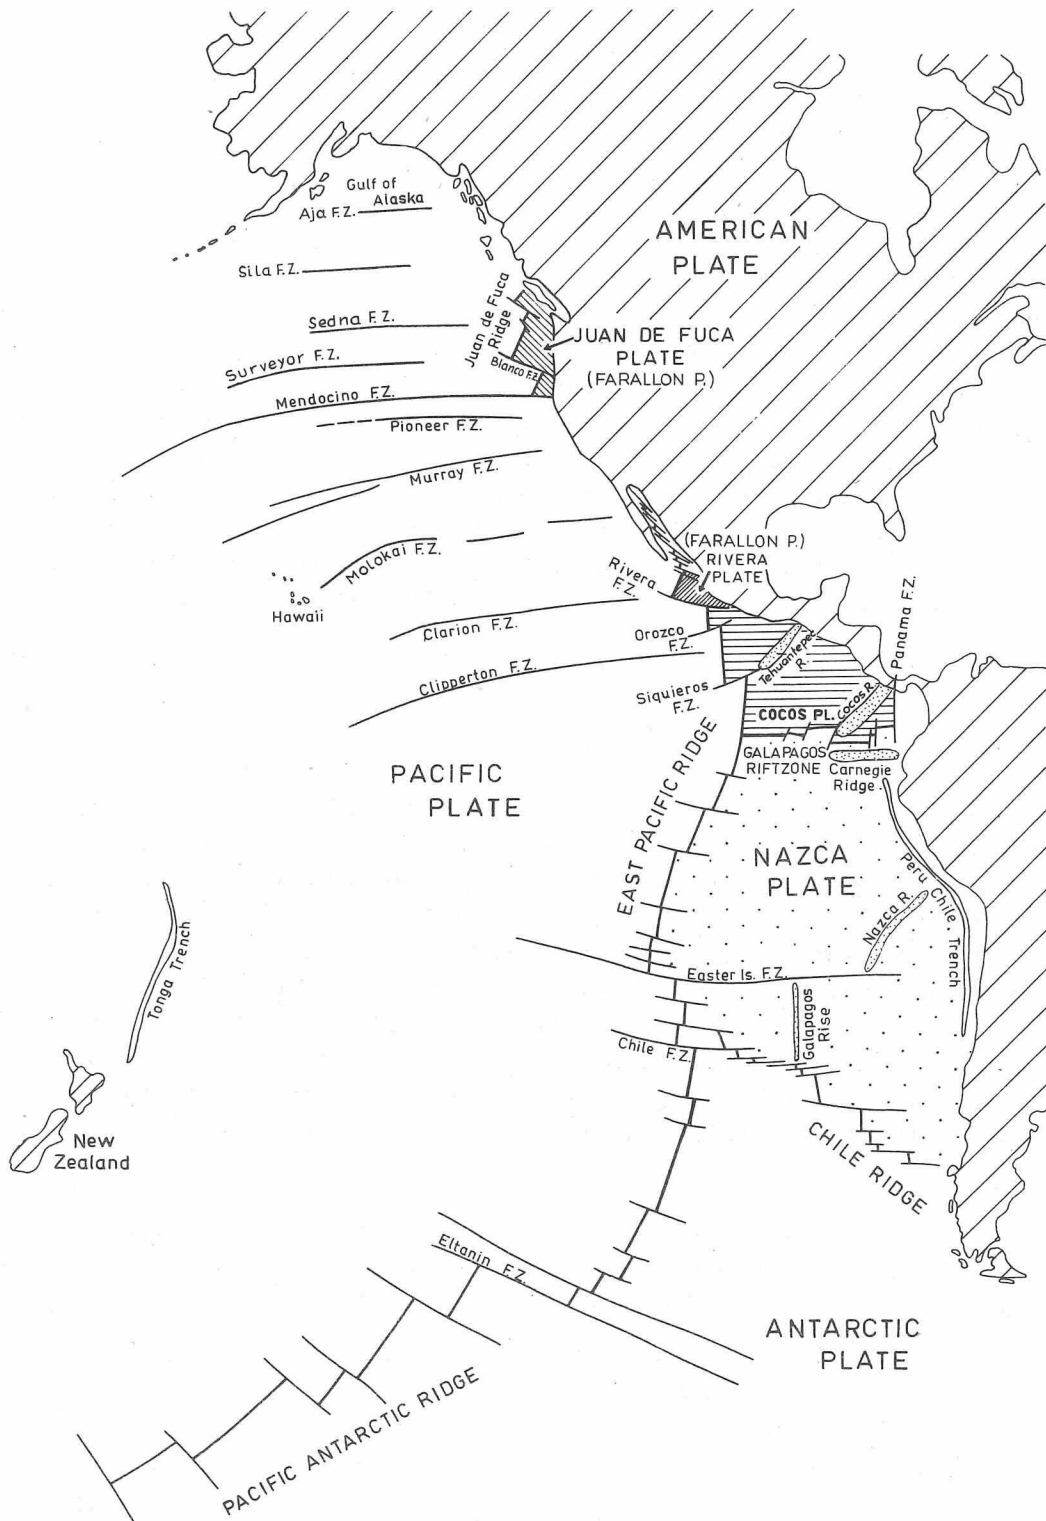 Gulf of
Alaska
Aja F.Z.
AMERICAN
PLATE
Sila F.Z.
Juan de Fuca
Ridge
Sedna F.Z.
JUAN DE FUCA
PLATE
(FARALLON P.)
Surveyor F.Z.
Blanco F.Z.
Mendocino F.Z.
Pioneer F.Z.
Murray F.Z.
(FARALLON P.)
RIVERA
PLATE
Molokai F.Z.
Rivera
F.Z.
Hawaii
Panama F.Z.
Clarion F.Z.
Orozco
F.Z.
Tehuantepec
R.
Clipperton F.Z.
Siquieros
F.Z.
COCOS PL.
Cocos R.
GALAPAGOS
RIFTZONE
Carnegie
Ridge
PACIFIC
PLATE
EAST PACIFIC RIDGE
NAZCA
PLATE
Peru Chile Trench
Nazca R.
Tonga Trench
Easter Is. F.Z.
Galapagos
Rise
Chile F.Z.
CHILE RIDGE
New
Zealand
Eltanin F.Z.
ANTARCTIC
PLATE
PACIFIC ANTARCTIC RIDGE